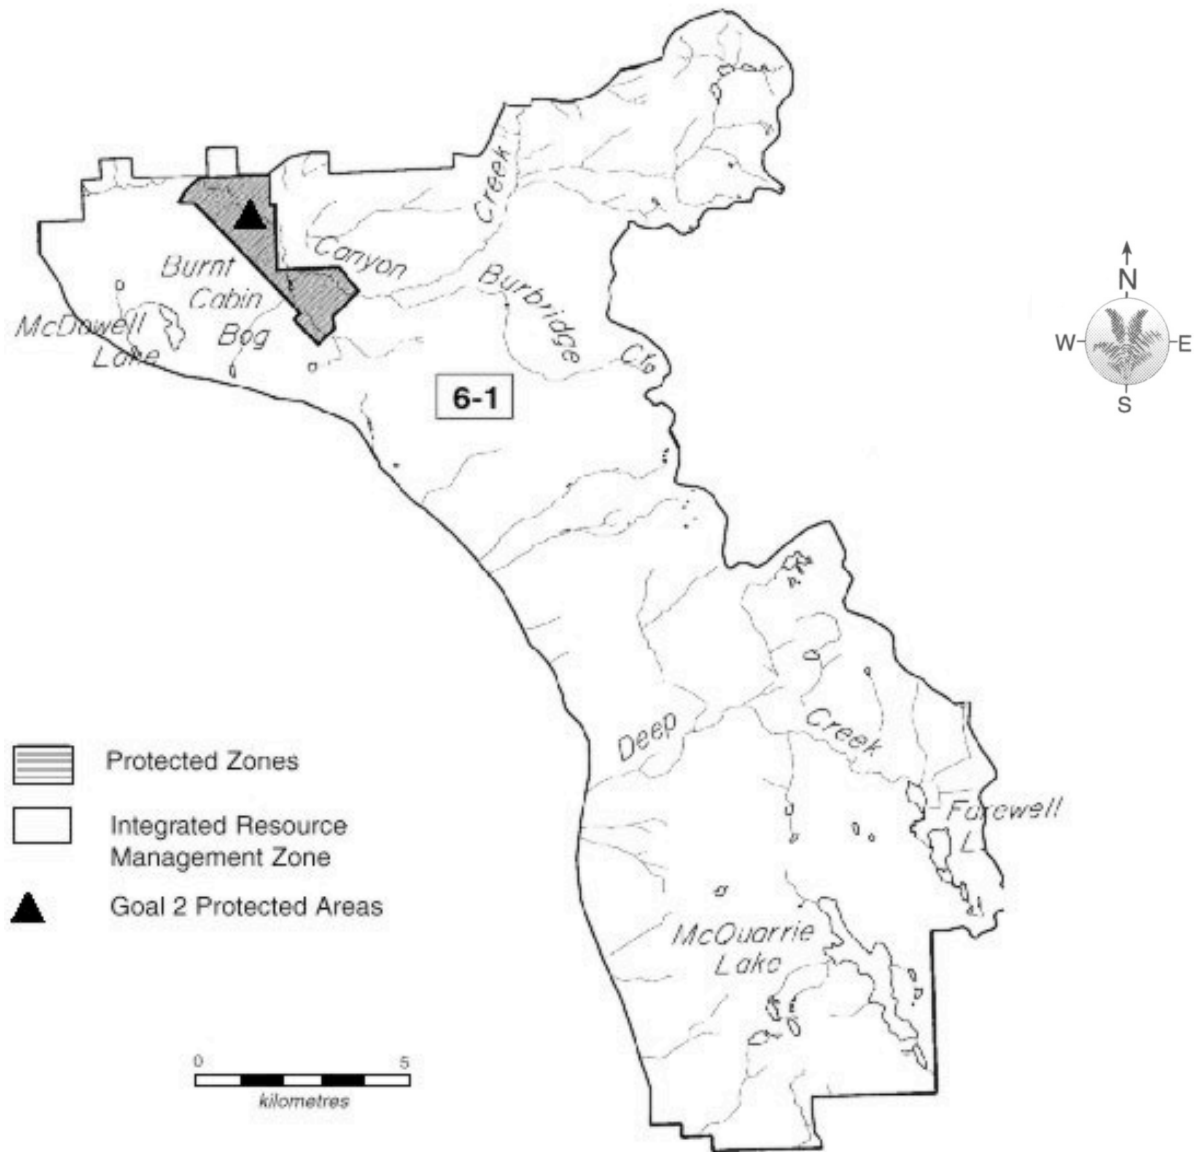 Creek
Canyon
Burnt
Cabin
Bog
Burbridge
Cr
McDowell
Lake
6-1
N
W
E
S
Deep
Creek
Farewell
L
McQuarrie
Lake
Protected Zones
Integrated Resource
Management Zone
Goal 2 Protected Areas
0 5
kilometres